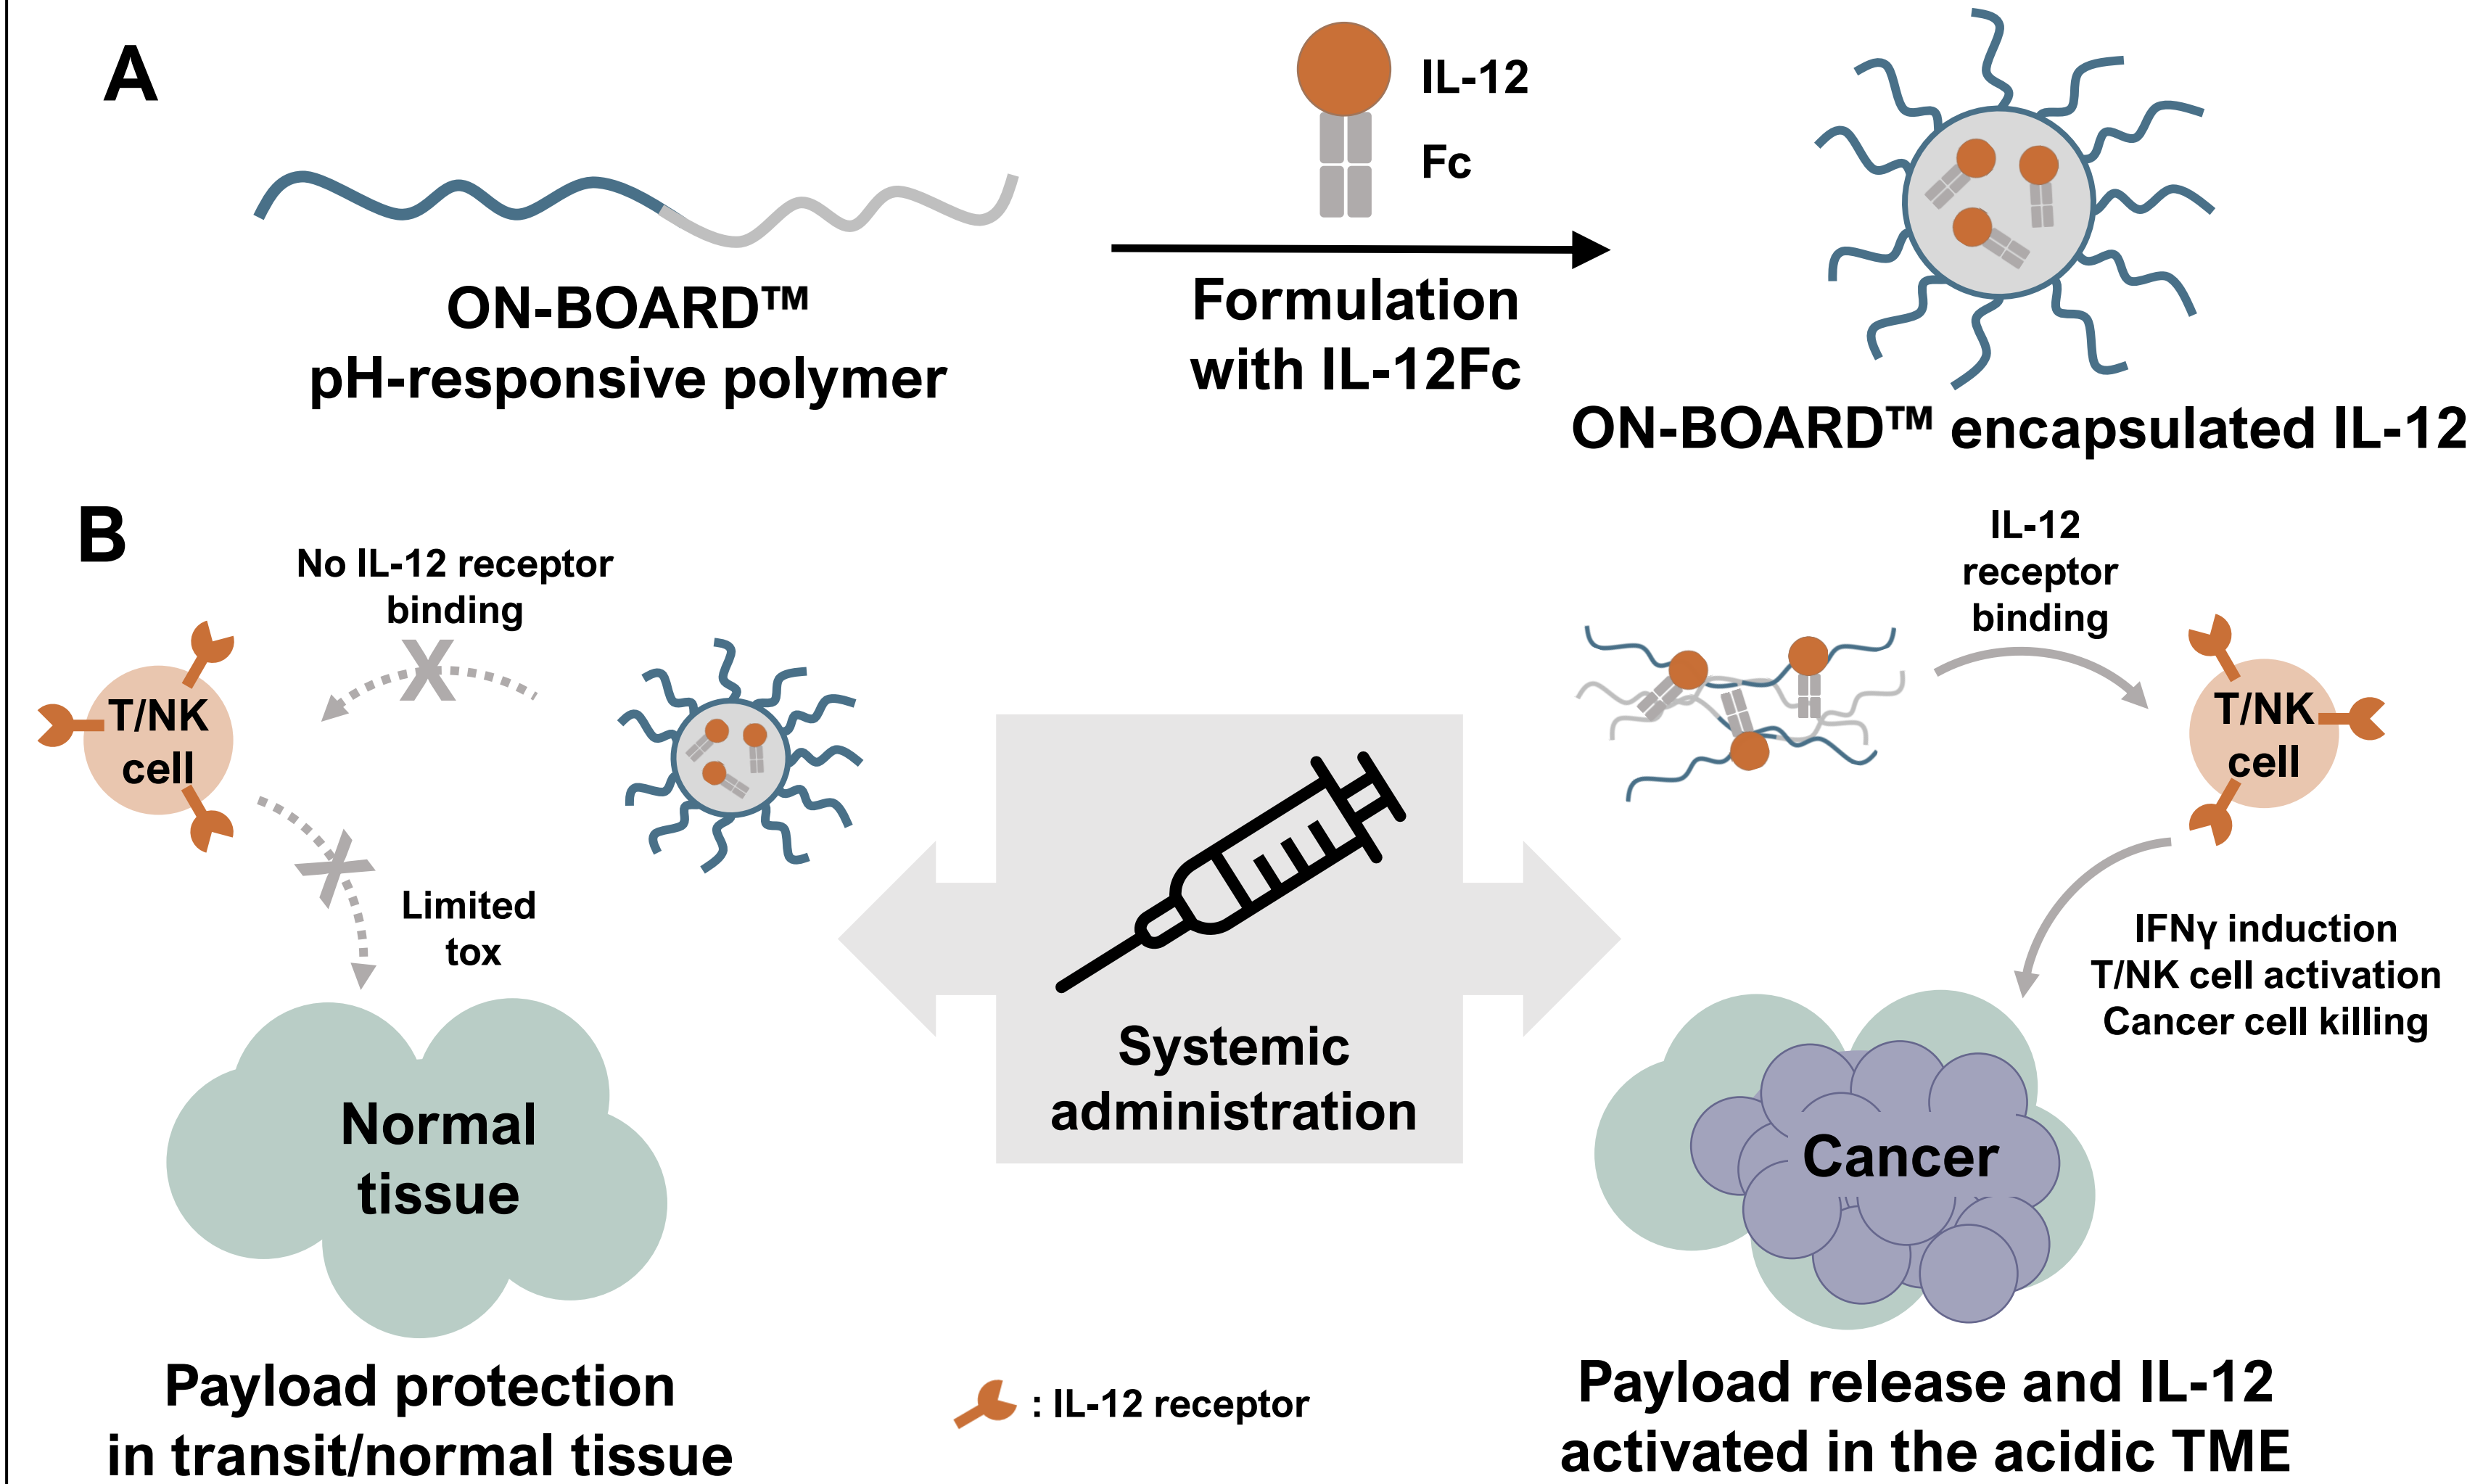 A
IL-12
Fc
ON-BOARD™
pH-responsive polymer
Formulation
with IL-12Fc
ON-BOARD™ encapsulated IL-12
B
No IL-12 receptor
binding
T/NK
cell
Limited
tox
Normal
tissue
Payload protection
in transit/normal tissue
Systemic
administration
: IL-12 receptor
IL-12
receptor
binding
T/NK
cell
IFNγ induction
T/NK cell activation
Cancer cell killing
Cancer
Payload release and IL-12
activated in the acidic TME